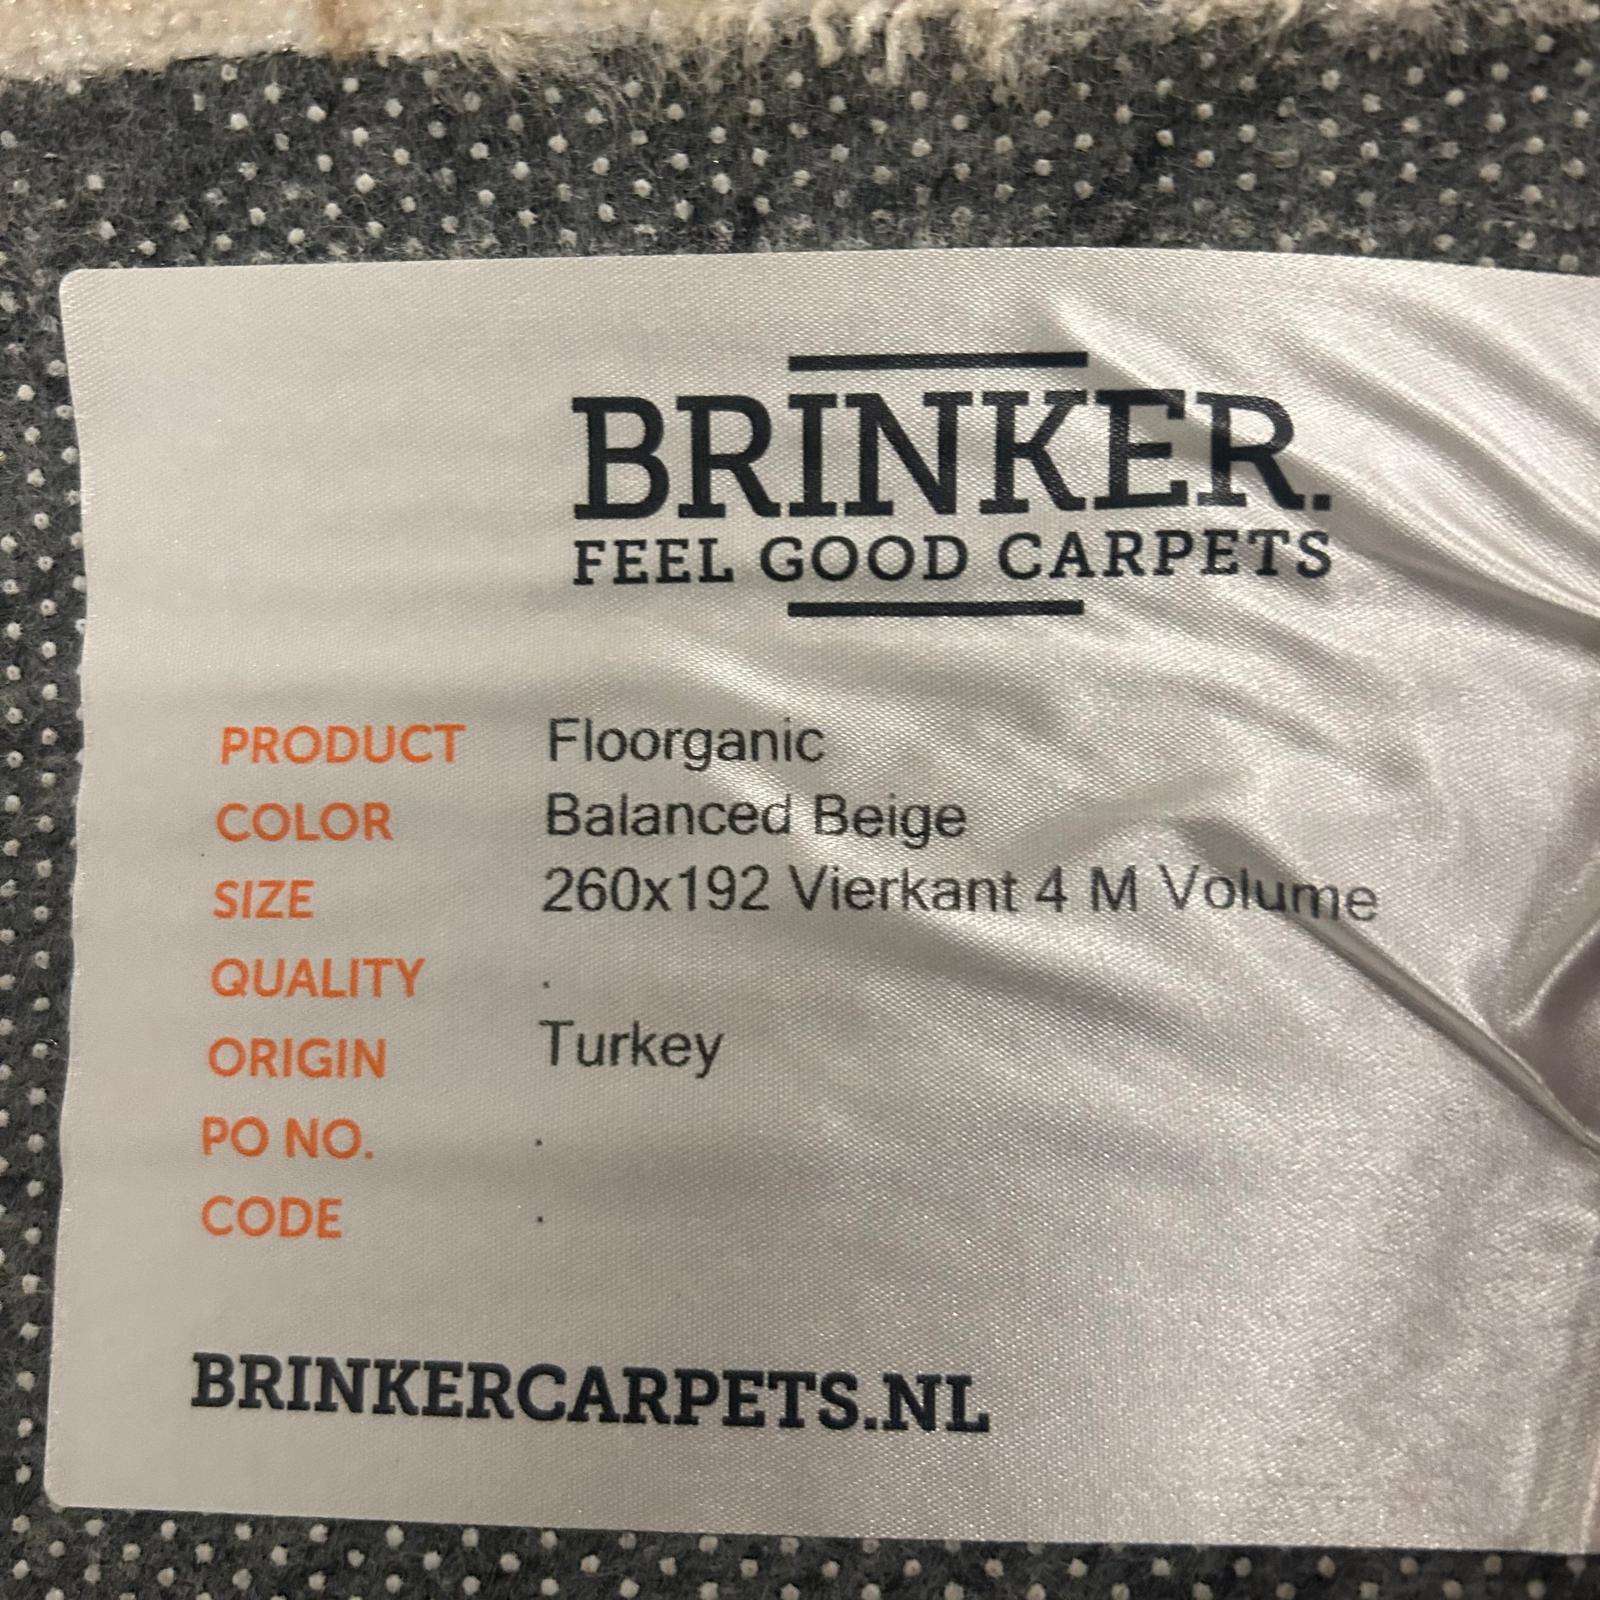 BRINKER.
FEEL GOOD CARPETS
PRODUCT Floorganic
COLOR Balanced Beige
SIZE 260x192 Vierkant 4 M Volume
QUALITY .
ORIGIN Turkey
PO NO. .
CODE .
BRINKERCARPETS.NL